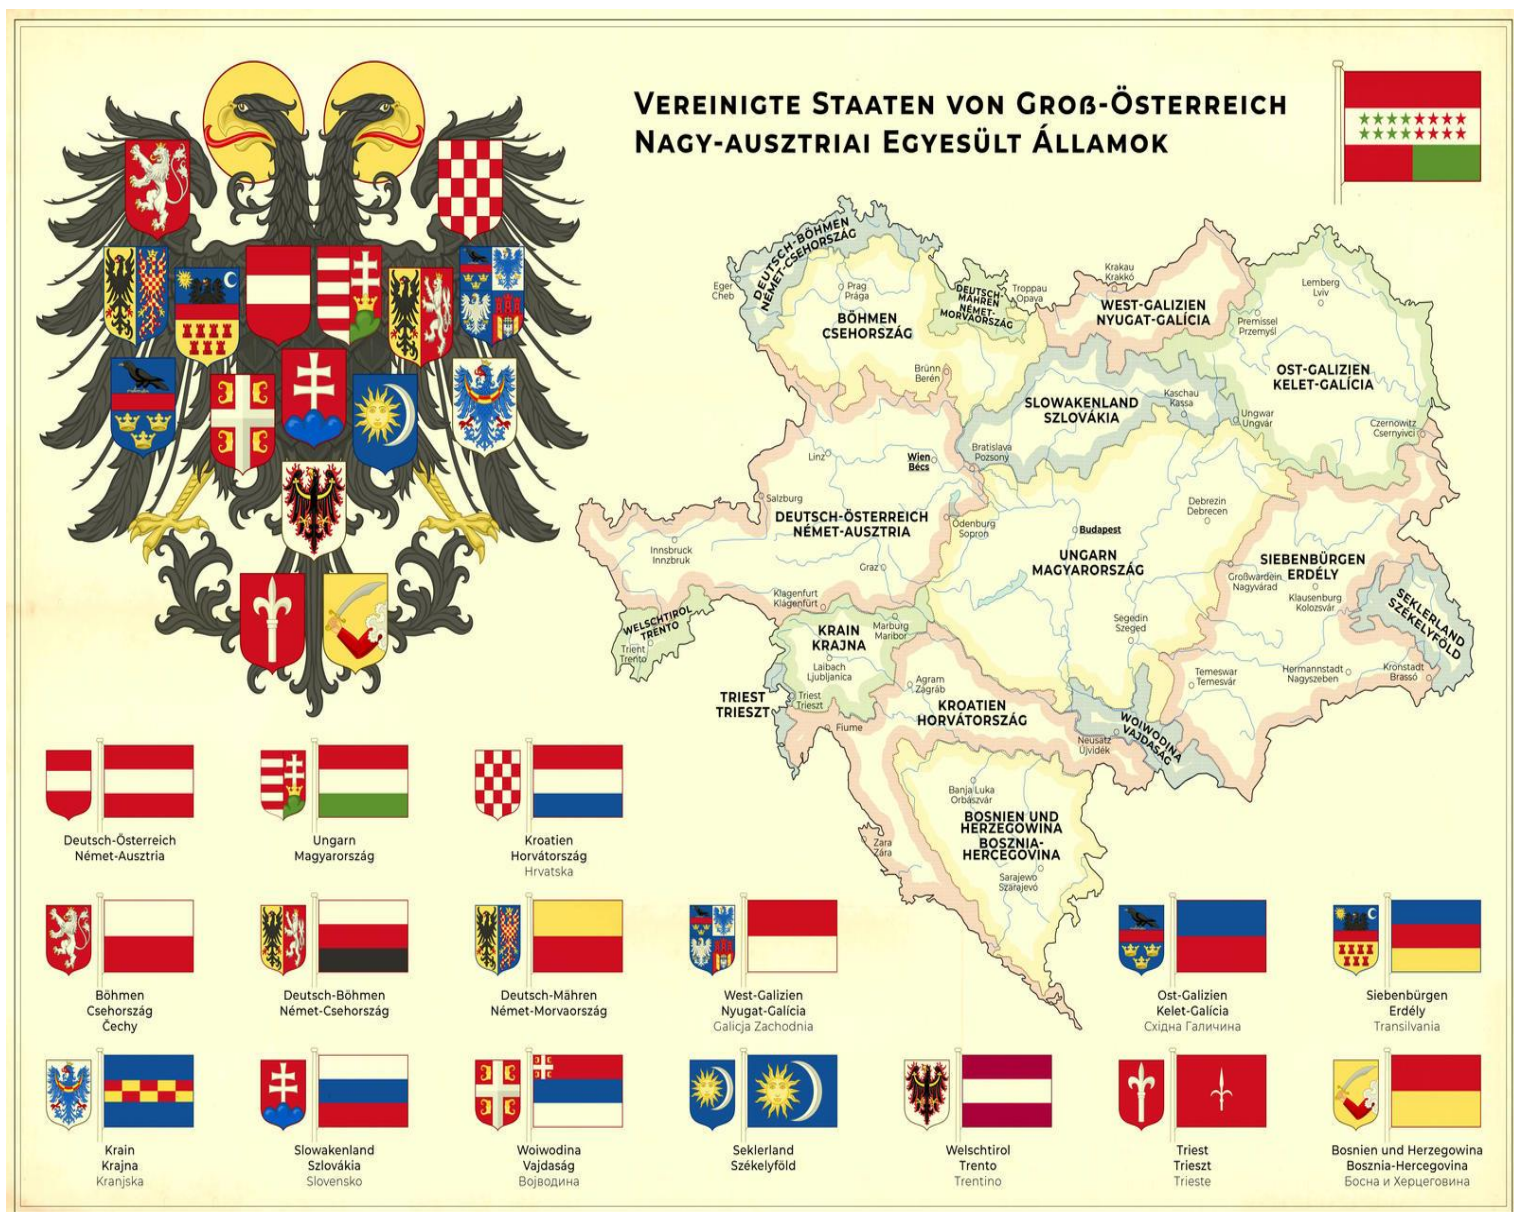 VEREINIGTE STAATEN VON GROß-ÖSTERREICH
NAGY-AUSZTRIAI EGYESÜLT ÁLLAMOK
DEUTSCH-BÖHMEN
NÉMET-CSEHORSZÁG
Eger
Cheb
Prag
Prága
BÖHMEN
CSEHORSZÁG
DEUTSCH-
MÄHREN
NÉMET-
MORVAORSZÁG
Troppau
Opava
Krakau
Krakkó
WEST-GALIZIEN
NYUGAT-GALÍCIA
Lemberg
Lviv
Premissel
Przemyśl
OST-GALIZIEN
KELET-GALÍCIA
Brünn
Berén
SLOWAKENLAND
SZLOVÁKIA
Kaschau
Kassa
Ungwar
Ungvár
Czernowitz
Csernyivci
Linz
Wien
Bécs
Bratislava
Pozsony
Salzburg
DEUTSCH-ÖSTERREICH
NÉMET-AUSZTRIA
Ödenburg
Sopron
Budapest
Debrezin
Debrecen
Innsbruck
Innzbruk
Graz
UNGARN
MAGYARORSZÁG
SIEBENBÜRGEN
ERDÉLY
Großwardein
Nagyvárad
Klausenburg
Kolozsvár
SEKLERLAND
SZÉKELYFÖLD
Klagenfurt
Klágenfürt
WELSCHTIROL
TRENTO
Trient
Trento
KRAIN
KRAJNA
Marburg
Maribor
Laibach
Ljubljanica
Segedin
Szeged
Temeswar
Temesvár
Hermannstadt
Nagyszeben
Kronstadt
Brassó
TRIEST
TRIESZT
Triest
Trieszt
Agram
Zágráb
KROATIEN
HORVÁTORSZÁG
Fiume
WOIWODINA
VAJDASÁG
Neusatz
Újvidék
Banja Luka
Orbászvár
BOSNIEN UND
HERZEGOWINA
BOSZNIA-
HERCEGOVINA
Zara
Zára
Sarajewo
Szarajevó
Deutsch-Österreich
Német-Ausztria
Ungarn
Magyarország
Kroatien
Horvátország
Hrvatska
Böhmen
Csehország
Čechy
Deutsch-Böhmen
Német-Csehország
Deutsch-Mähren
Német-Morvaország
West-Galizien
Nyugat-Galícia
Galicja Zachodnia
Ost-Galizien
Kelet-Galícia
Східна Галичина
Siebenbürgen
Erdély
Transilvania
Krain
Krajna
Kranjska
Slowakenland
Szlovákia
Slovensko
Woiwodina
Vajdaság
Војводина
Seklerland
Székelyföld
Welschtirol
Trento
Trentino
Triest
Trieszt
Trieste
Bosnien und Herzegowina
Bosznia-Hercegovina
Босна и Херцеговина